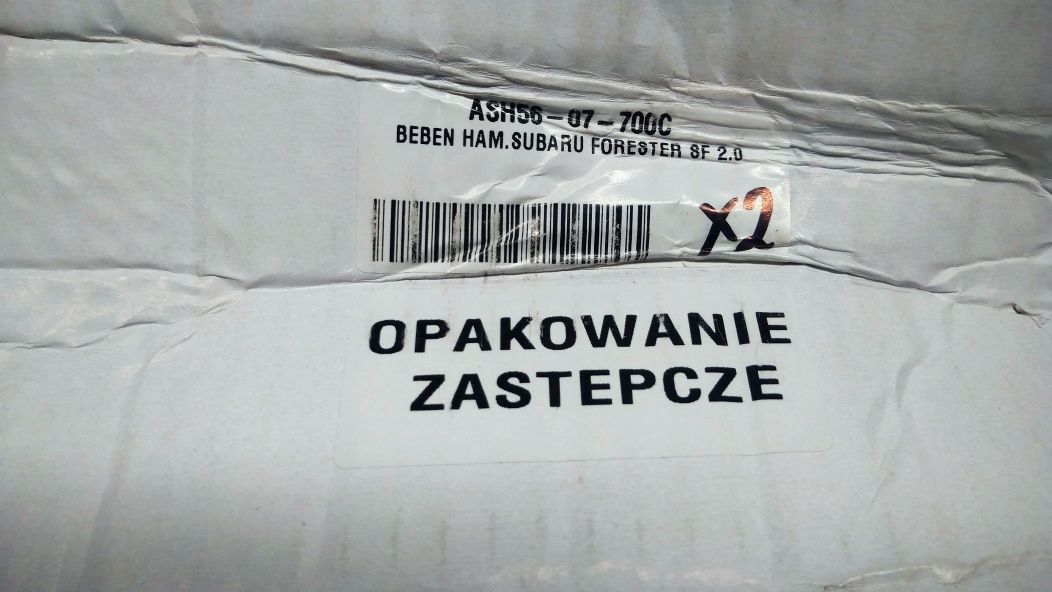 ASH56-07-700C
BEBEN HAM.SUBARU FORESTER SF 2.0
X2
OPAKOWANIE
ZASTEPCZE